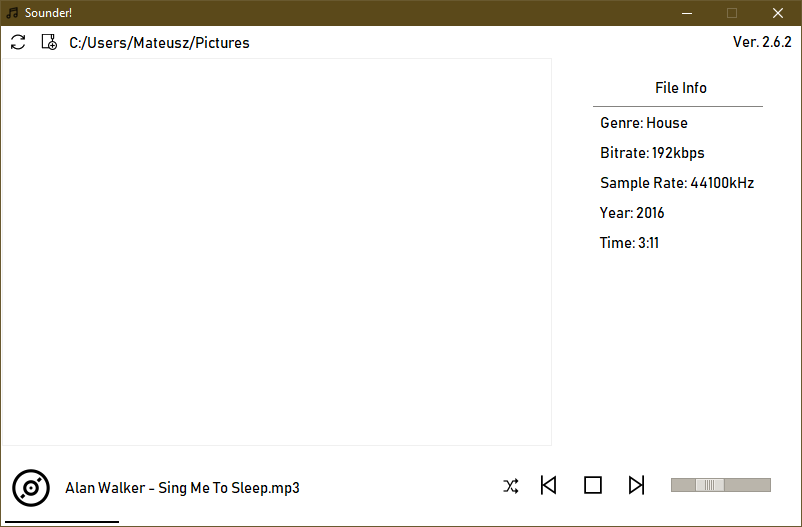 Sounder!
C:/Users/Mateusz/Pictures
Ver. 2.6.2
File Info
Genre: House
Bitrate: 192kbps
Sample Rate: 44100kHz
Year: 2016
Time: 3:11
Alan Walker - Sing Me To Sleep.mp3